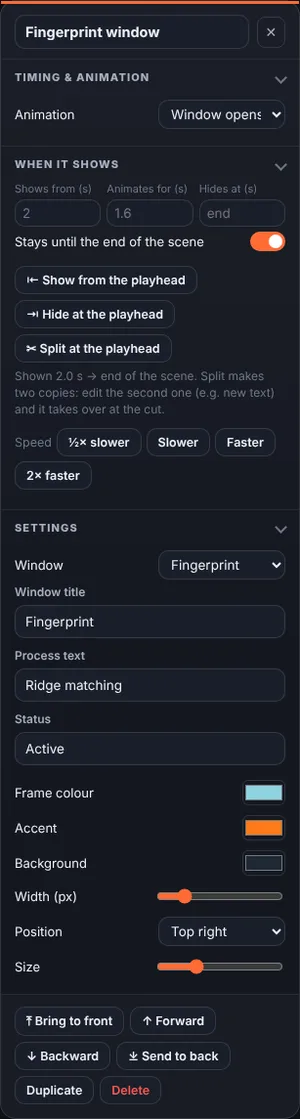 Fingerprint window ✕
TIMING & ANIMATION
Animation Window opens
WHEN IT SHOWS
Shows from (s) Animates for (s) Hides at (s)
2 1.6 end
Stays until the end of the scene
⇤ Show from the playhead
⇥ Hide at the playhead
✂ Split at the playhead
Shown 2.0 s → end of the scene. Split makes
two copies: edit the second one (e.g. new text)
and it takes over at the cut.
Speed ½× slower Slower Faster
2× faster
SETTINGS
Window Fingerprint
Window title
Fingerprint
Process text
Ridge matching
Status
Active
Frame colour
Accent
Background
Width (px)
Position Top right
Size
⤒ Bring to front ↑ Forward
↓ Backward ⤓ Send to back
Duplicate Delete